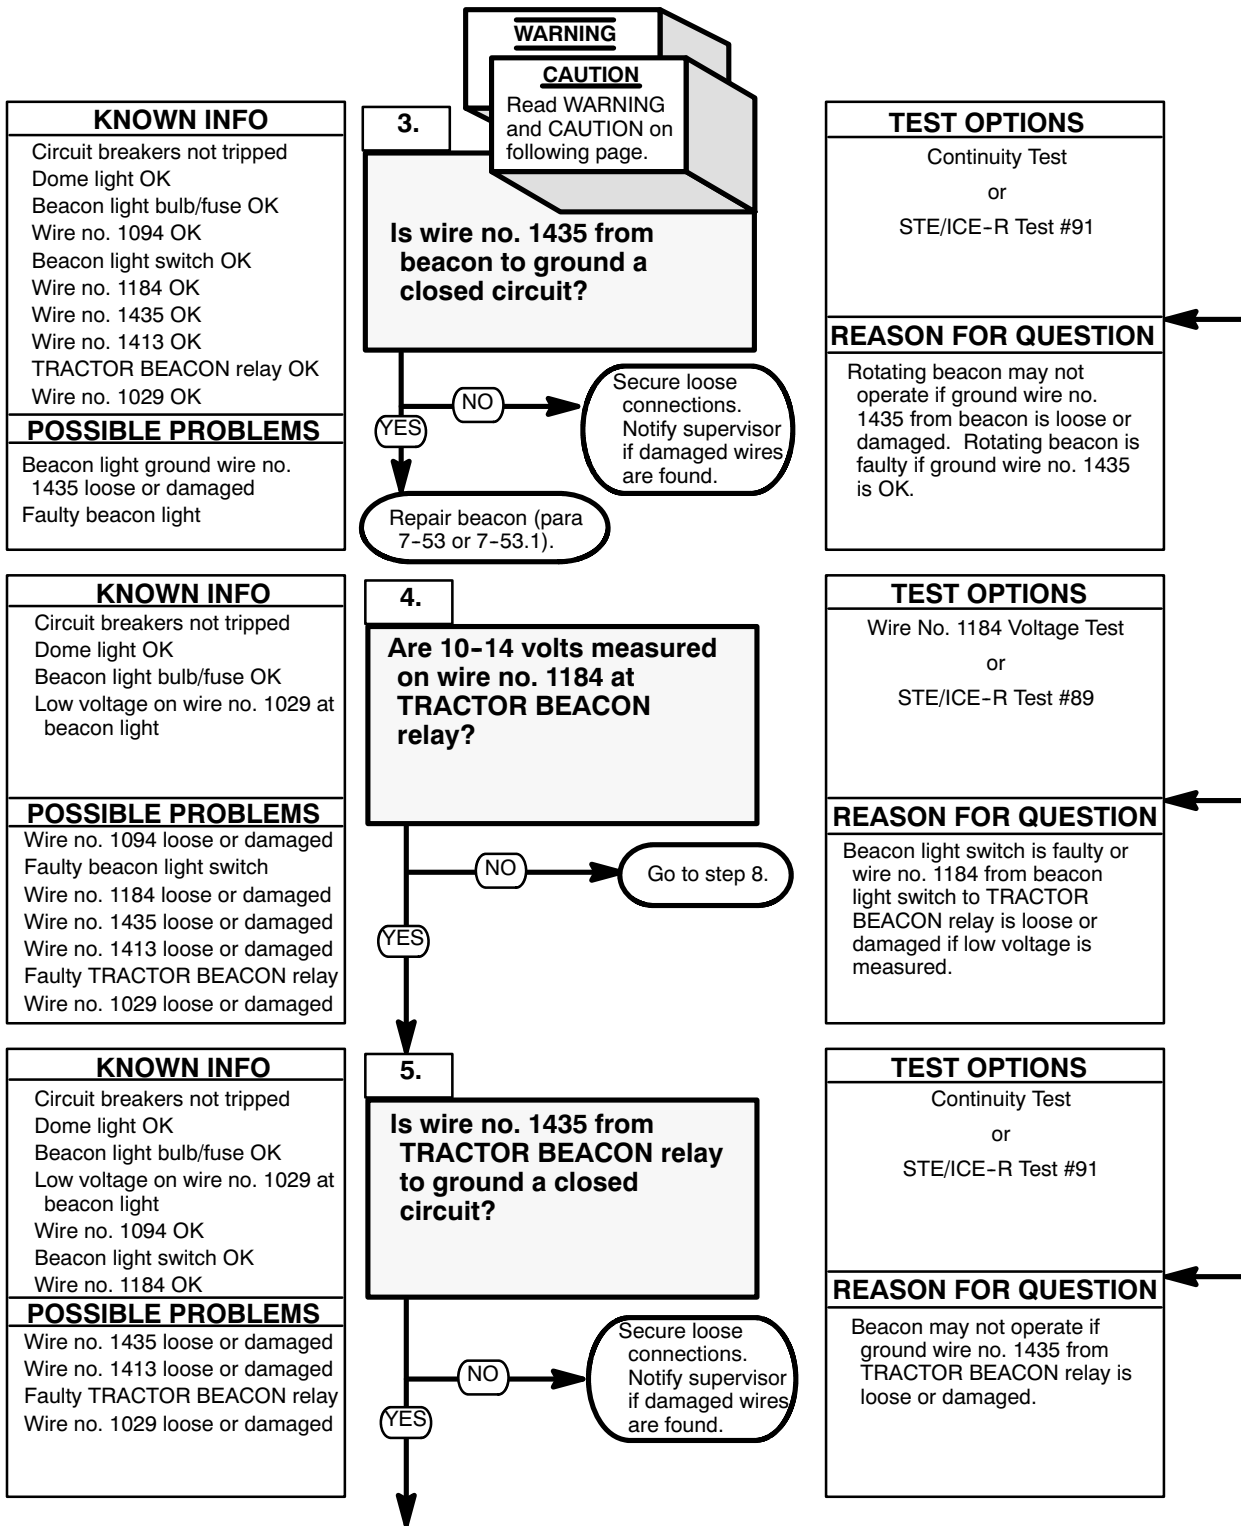 WARNING
CAUTION
Read WARNING
and CAUTION on
following page.
KNOWN INFO
Circuit breakers not tripped
Dome light OK
Beacon light bulb/fuse OK
Wire no. 1094 OK
Beacon light switch OK
Wire no. 1184 OK
Wire no. 1435 OK
Wire no. 1413 OK
TRACTOR BEACON relay OK
Wire no. 1029 OK
POSSIBLE PROBLEMS
Beacon light ground wire no.
1435 loose or damaged
Faulty beacon light
3.
Is wire no. 1435 from
beacon to ground a
closed circuit?
NO
YES
Secure loose
connections.
Notify supervisor
if damaged wires
are found.
Repair beacon (para
7-53 or 7-53.1).
TEST OPTIONS
Continuity Test
or
STE/ICE-R Test #91
REASON FOR QUESTION
Rotating beacon may not
operate if ground wire no.
1435 from beacon is loose or
damaged. Rotating beacon is
faulty if ground wire no. 1435
is OK.
KNOWN INFO
Circuit breakers not tripped
Dome light OK
Beacon light bulb/fuse OK
Low voltage on wire no. 1029 at
beacon light
POSSIBLE PROBLEMS
Wire no. 1094 loose or damaged
Faulty beacon light switch
Wire no. 1184 loose or damaged
Wire no. 1435 loose or damaged
Wire no. 1413 loose or damaged
Faulty TRACTOR BEACON relay
Wire no. 1029 loose or damaged
4.
Are 10-14 volts measured
on wire no. 1184 at
TRACTOR BEACON
relay?
NO
Go to step 8.
YES
TEST OPTIONS
Wire No. 1184 Voltage Test
or
STE/ICE-R Test #89
REASON FOR QUESTION
Beacon light switch is faulty or
wire no. 1184 from beacon
light switch to TRACTOR
BEACON relay is loose or
damaged if low voltage is
measured.
KNOWN INFO
Circuit breakers not tripped
Dome light OK
Beacon light bulb/fuse OK
Low voltage on wire no. 1029 at
beacon light
Wire no. 1094 OK
Beacon light switch OK
Wire no. 1184 OK
POSSIBLE PROBLEMS
Wire no. 1435 loose or damaged
Wire no. 1413 loose or damaged
Faulty TRACTOR BEACON relay
Wire no. 1029 loose or damaged
5.
Is wire no. 1435 from
TRACTOR BEACON relay
to ground a closed
circuit?
NO
YES
Secure loose
connections.
Notify supervisor
if damaged wires
are found.
TEST OPTIONS
Continuity Test
or
STE/ICE-R Test #91
REASON FOR QUESTION
Beacon may not operate if
ground wire no. 1435 from
TRACTOR BEACON relay is
loose or damaged.